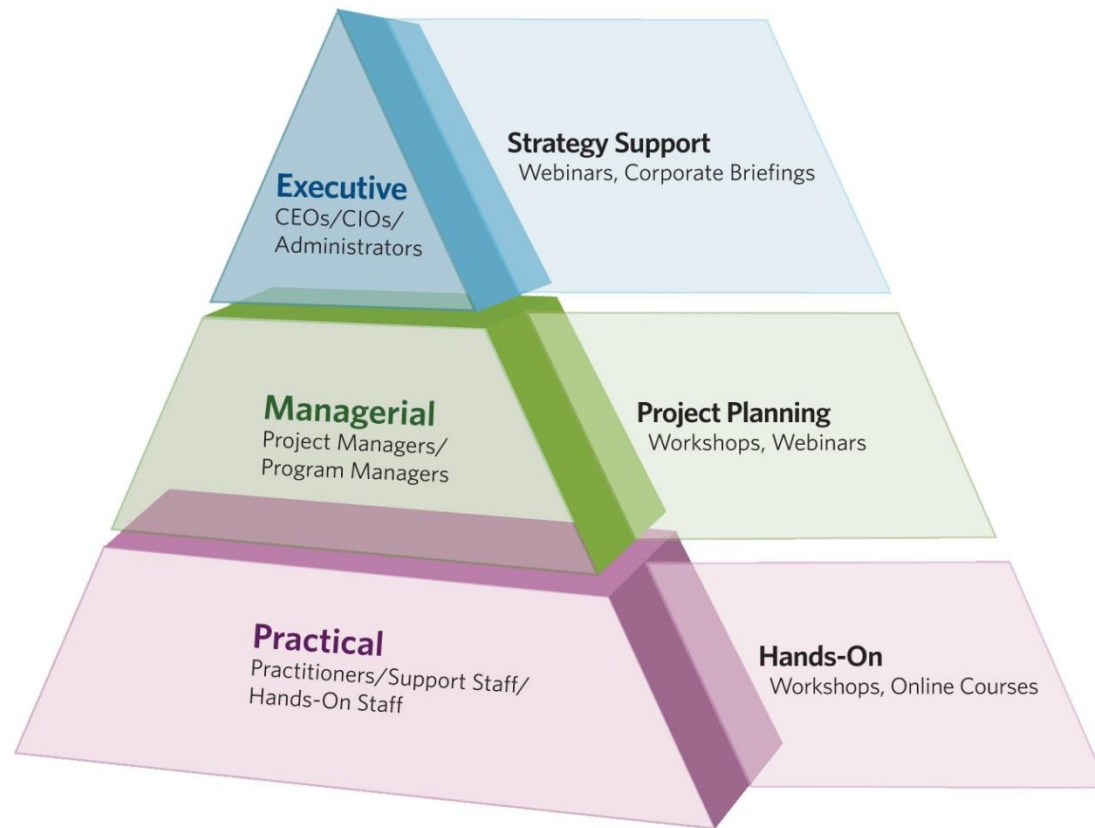 Strategy Support
Webinars, Corporate Briefings
Executive
CEOs/CIOs/
Administrators
Managerial
Project Managers/
Program Managers
Project Planning
Workshops, Webinars
Practical
Practitioners/Support Staff/
Hands-On Staff
Hands-On
Workshops, Online Courses